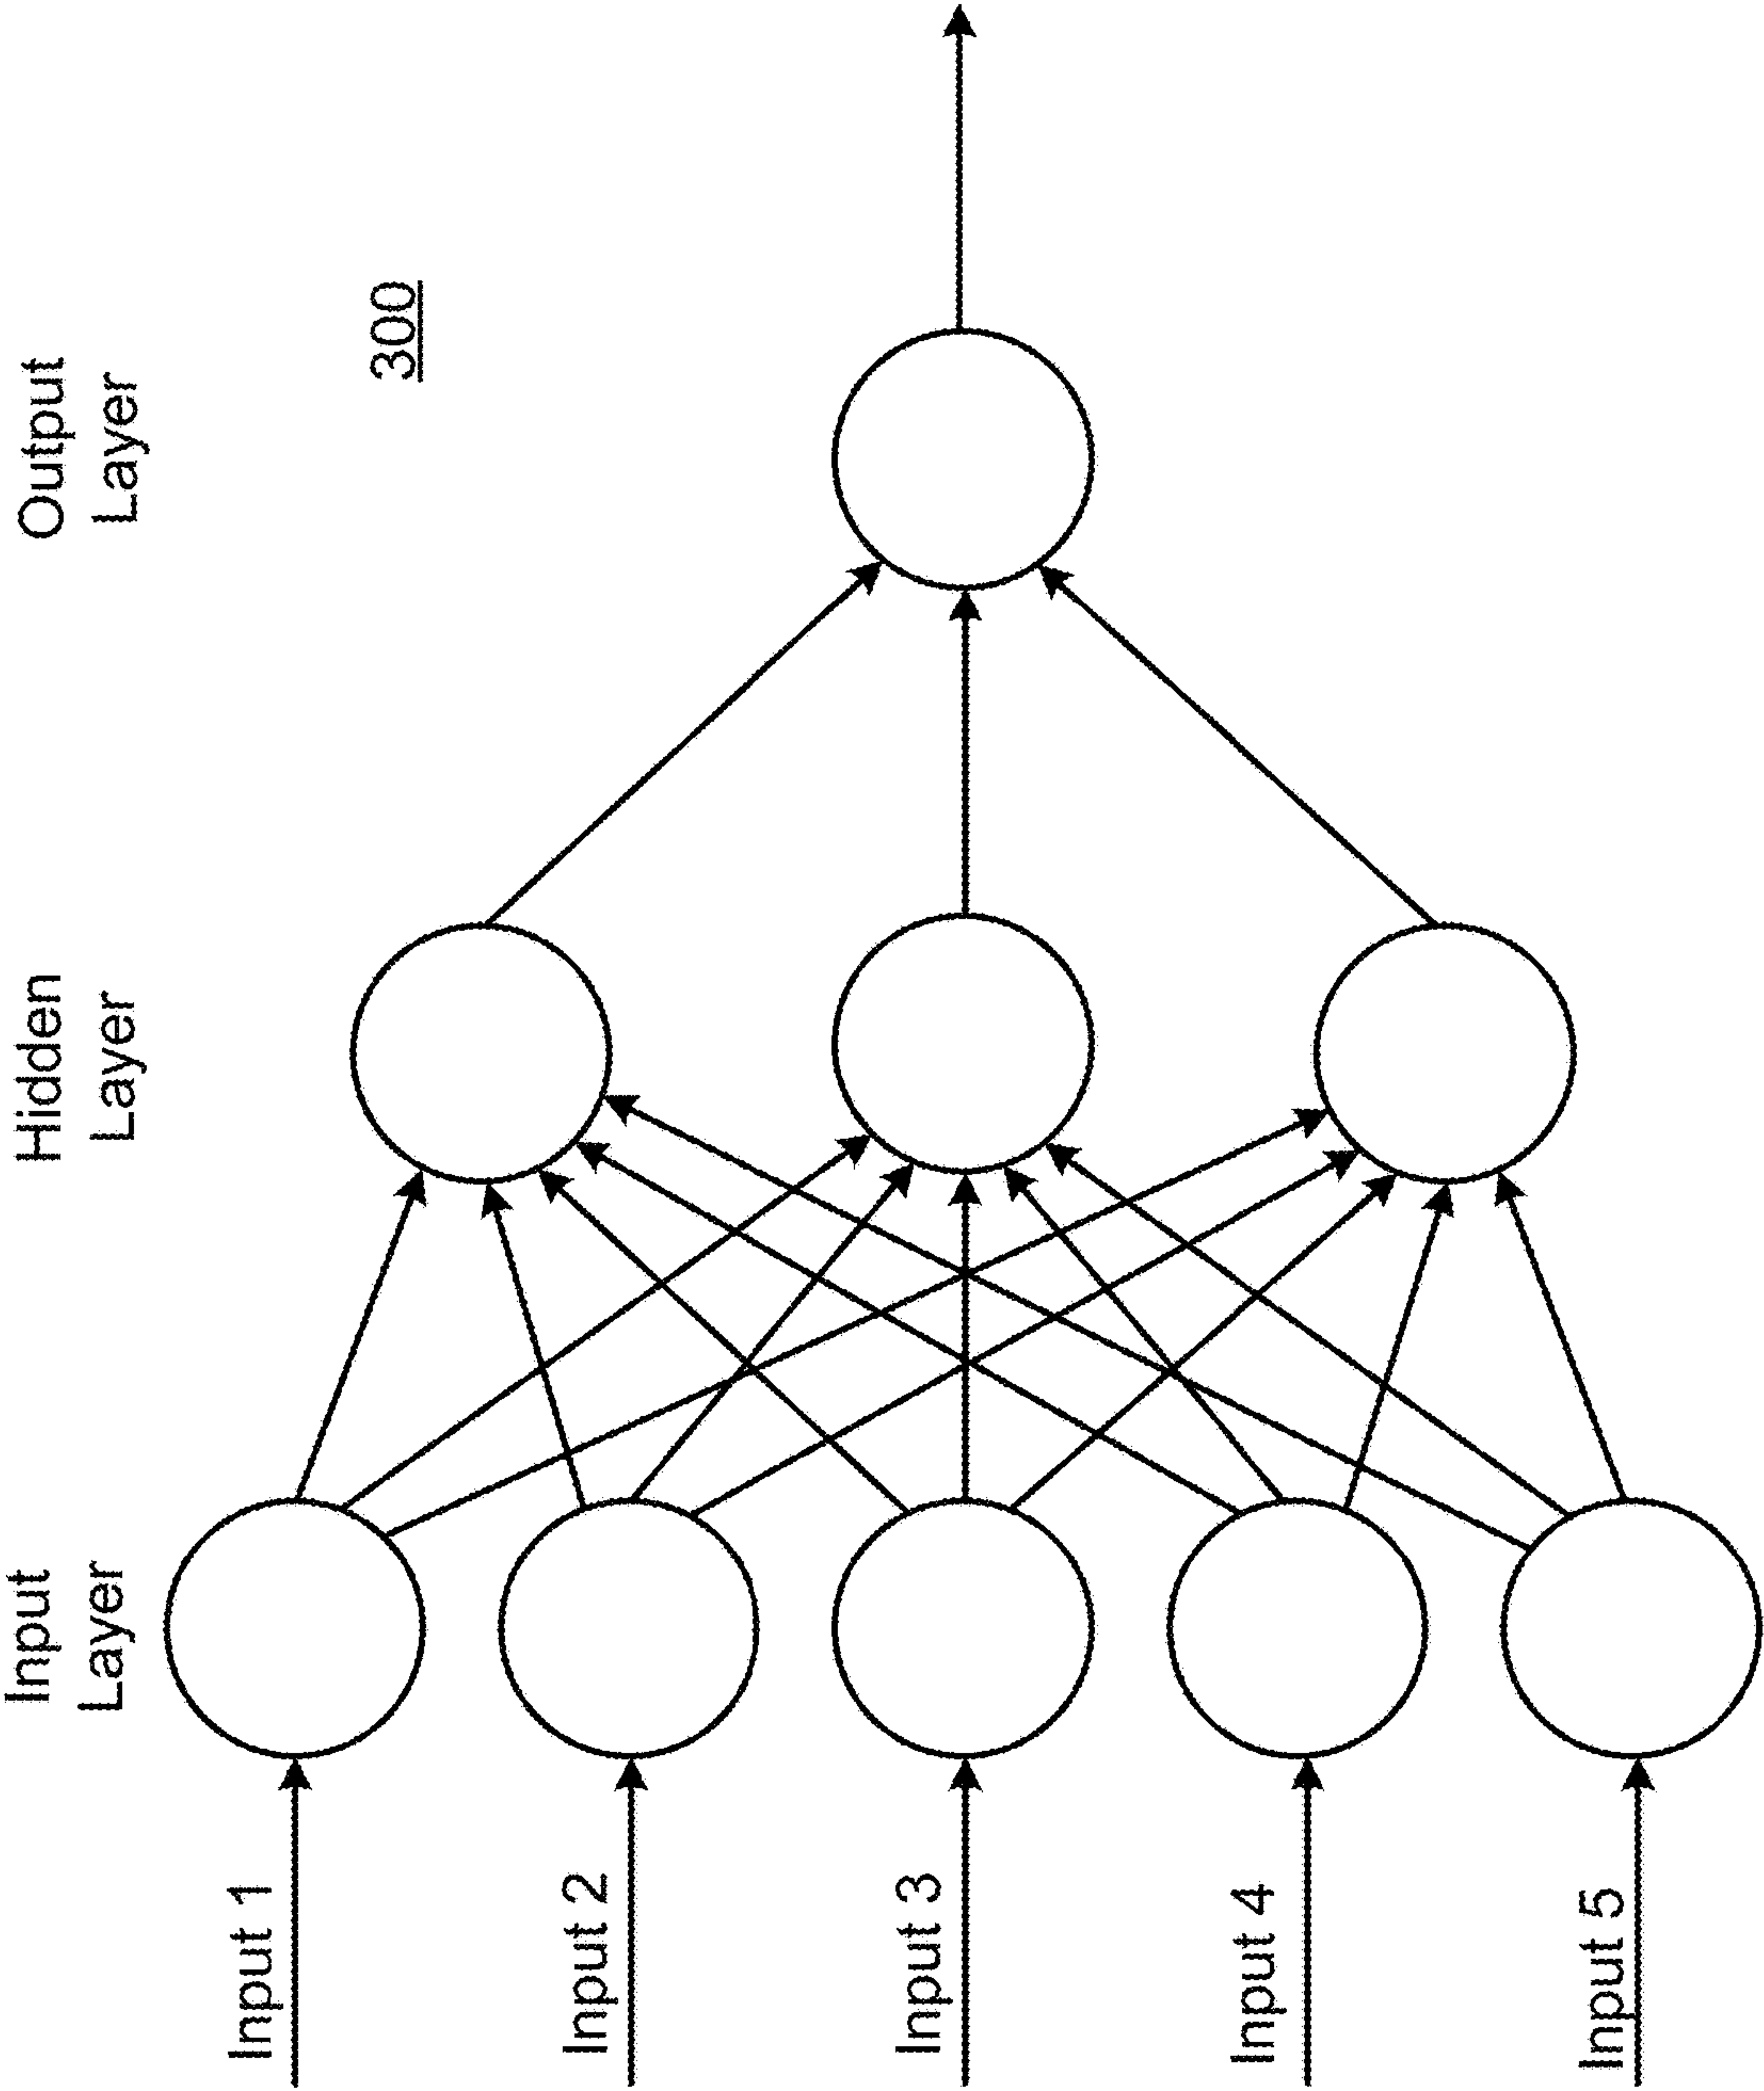 Input
Layer
Hidden
Layer
Output
Layer
300
Input 1
Input 2
Input 3
Input 4
Input 5